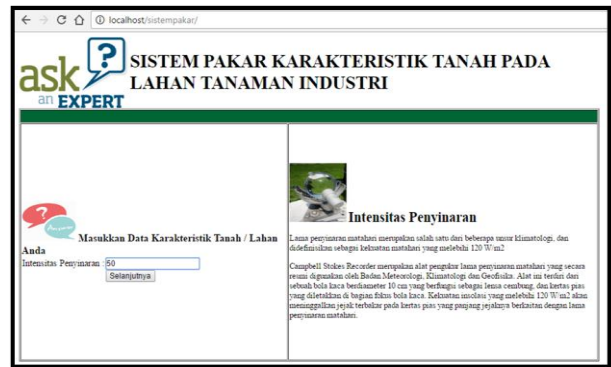 localhost/sistempakar/
ask
?
an EXPERT
SISTEM PAKAR KARAKTERISTIK TANAH PADA
LAHAN TANAMAN INDUSTRI
?
Masukkan Data Karakteristik Tanah / Lahan
Anda
Intensitas Penyinaran : 50
Selanjutnya
Intensitas Penyinaran
Lama penyinaran matahari merupakan salah satu dari beberapa unsur klimatologi, dan
didefinisikan sebagai kekuatan matahari yang melebihi 120 W/m2
Campbell Stokes Recorder merupakan alat pengukur lama penyinaran matahari yang secara
resmi digunakan oleh Badan Meteorologi, Klimatologi dan Geofisika. Alat ini terdiri dari
sebuah bola kaca berdiameter 10 cm yang berfungsi sebagai lensa cembung, dan kertas pias
yang diletakkan di bagian fokus bola kaca. Kekuatan insolasi yang melebihi 120 W/m2 akan
meninggalkan jejak terbakar pada kertas pias yang panjang jejaknya berkaitan dengan lama
penyinaran matahari.